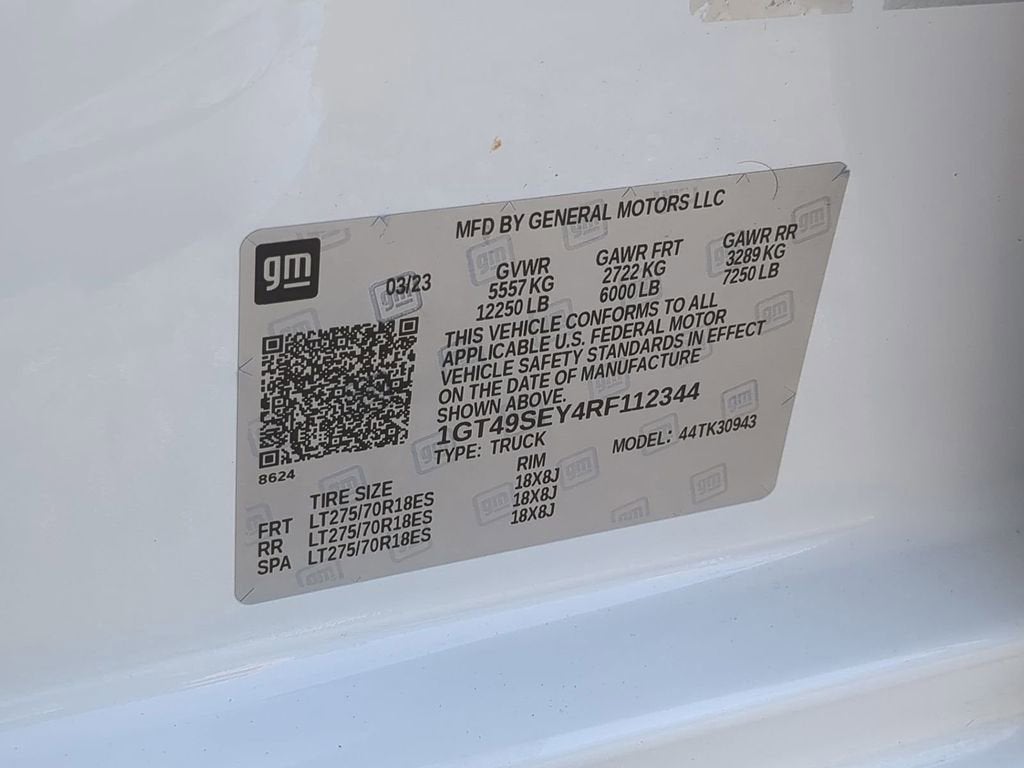 MFD BY GENERAL MOTORS LLC
gm
03/23
GVWR
5557 KG
12250 LB
GAWR FRT
2722 KG
6000 LB
GAWR RR
3289 KG
7250 LB
THIS VEHICLE CONFORMS TO ALL
APPLICABLE U.S. FEDERAL MOTOR
VEHICLE SAFETY STANDARDS IN EFFECT
ON THE DATE OF MANUFACTURE
SHOWN ABOVE.
1GT49SEY4RF112344
TYPE: TRUCK
MODEL: 44TK30943
8624
TIRE SIZE
RIM
FRT LT275/70R18ES 18X8J
RR LT275/70R18ES 18X8J
SPA LT275/70R18ES 18X8J